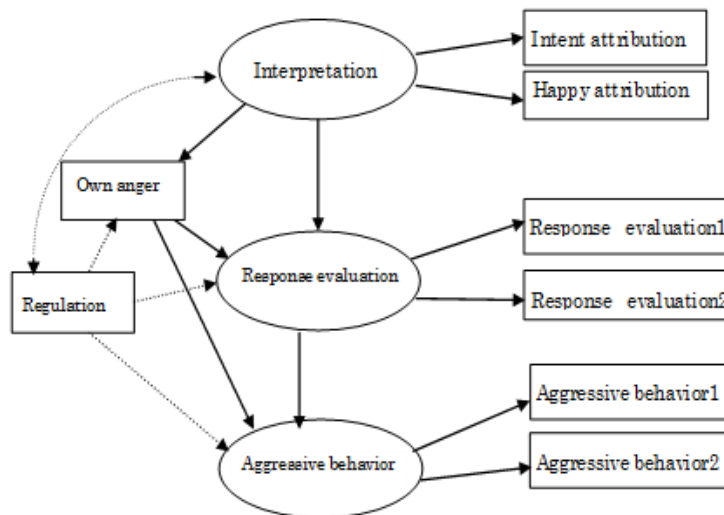 Intent attribution
Interpretation
Happy attribution
Own anger
Response evaluation1
Response evaluation
Regulation
Response evaluation2
Aggressive behavior1
Aggressive behavior
Aggressive behavior2